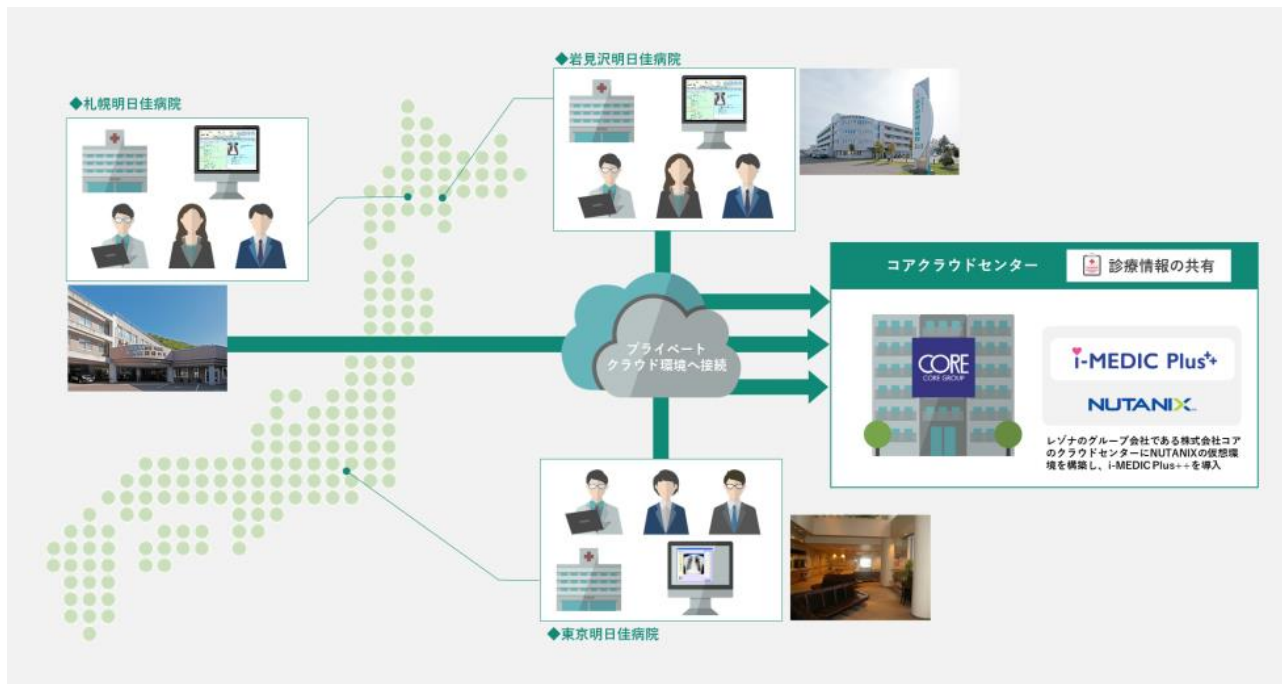 ◆岩見沢明日佳病院
◆札幌明日佳病院
コアクラウドセンター
診療情報の共有
プライベート
クラウド環境へ接続
CORE
CORE GROUP
i-MEDIC Plus++
NUTANIX
レゾナのグループ会社である株式会社コア
のクラウドセンターにNUTANIXの仮想環
境を構築し、i-MEDIC Plus++を導入
◆東京明日佳病院